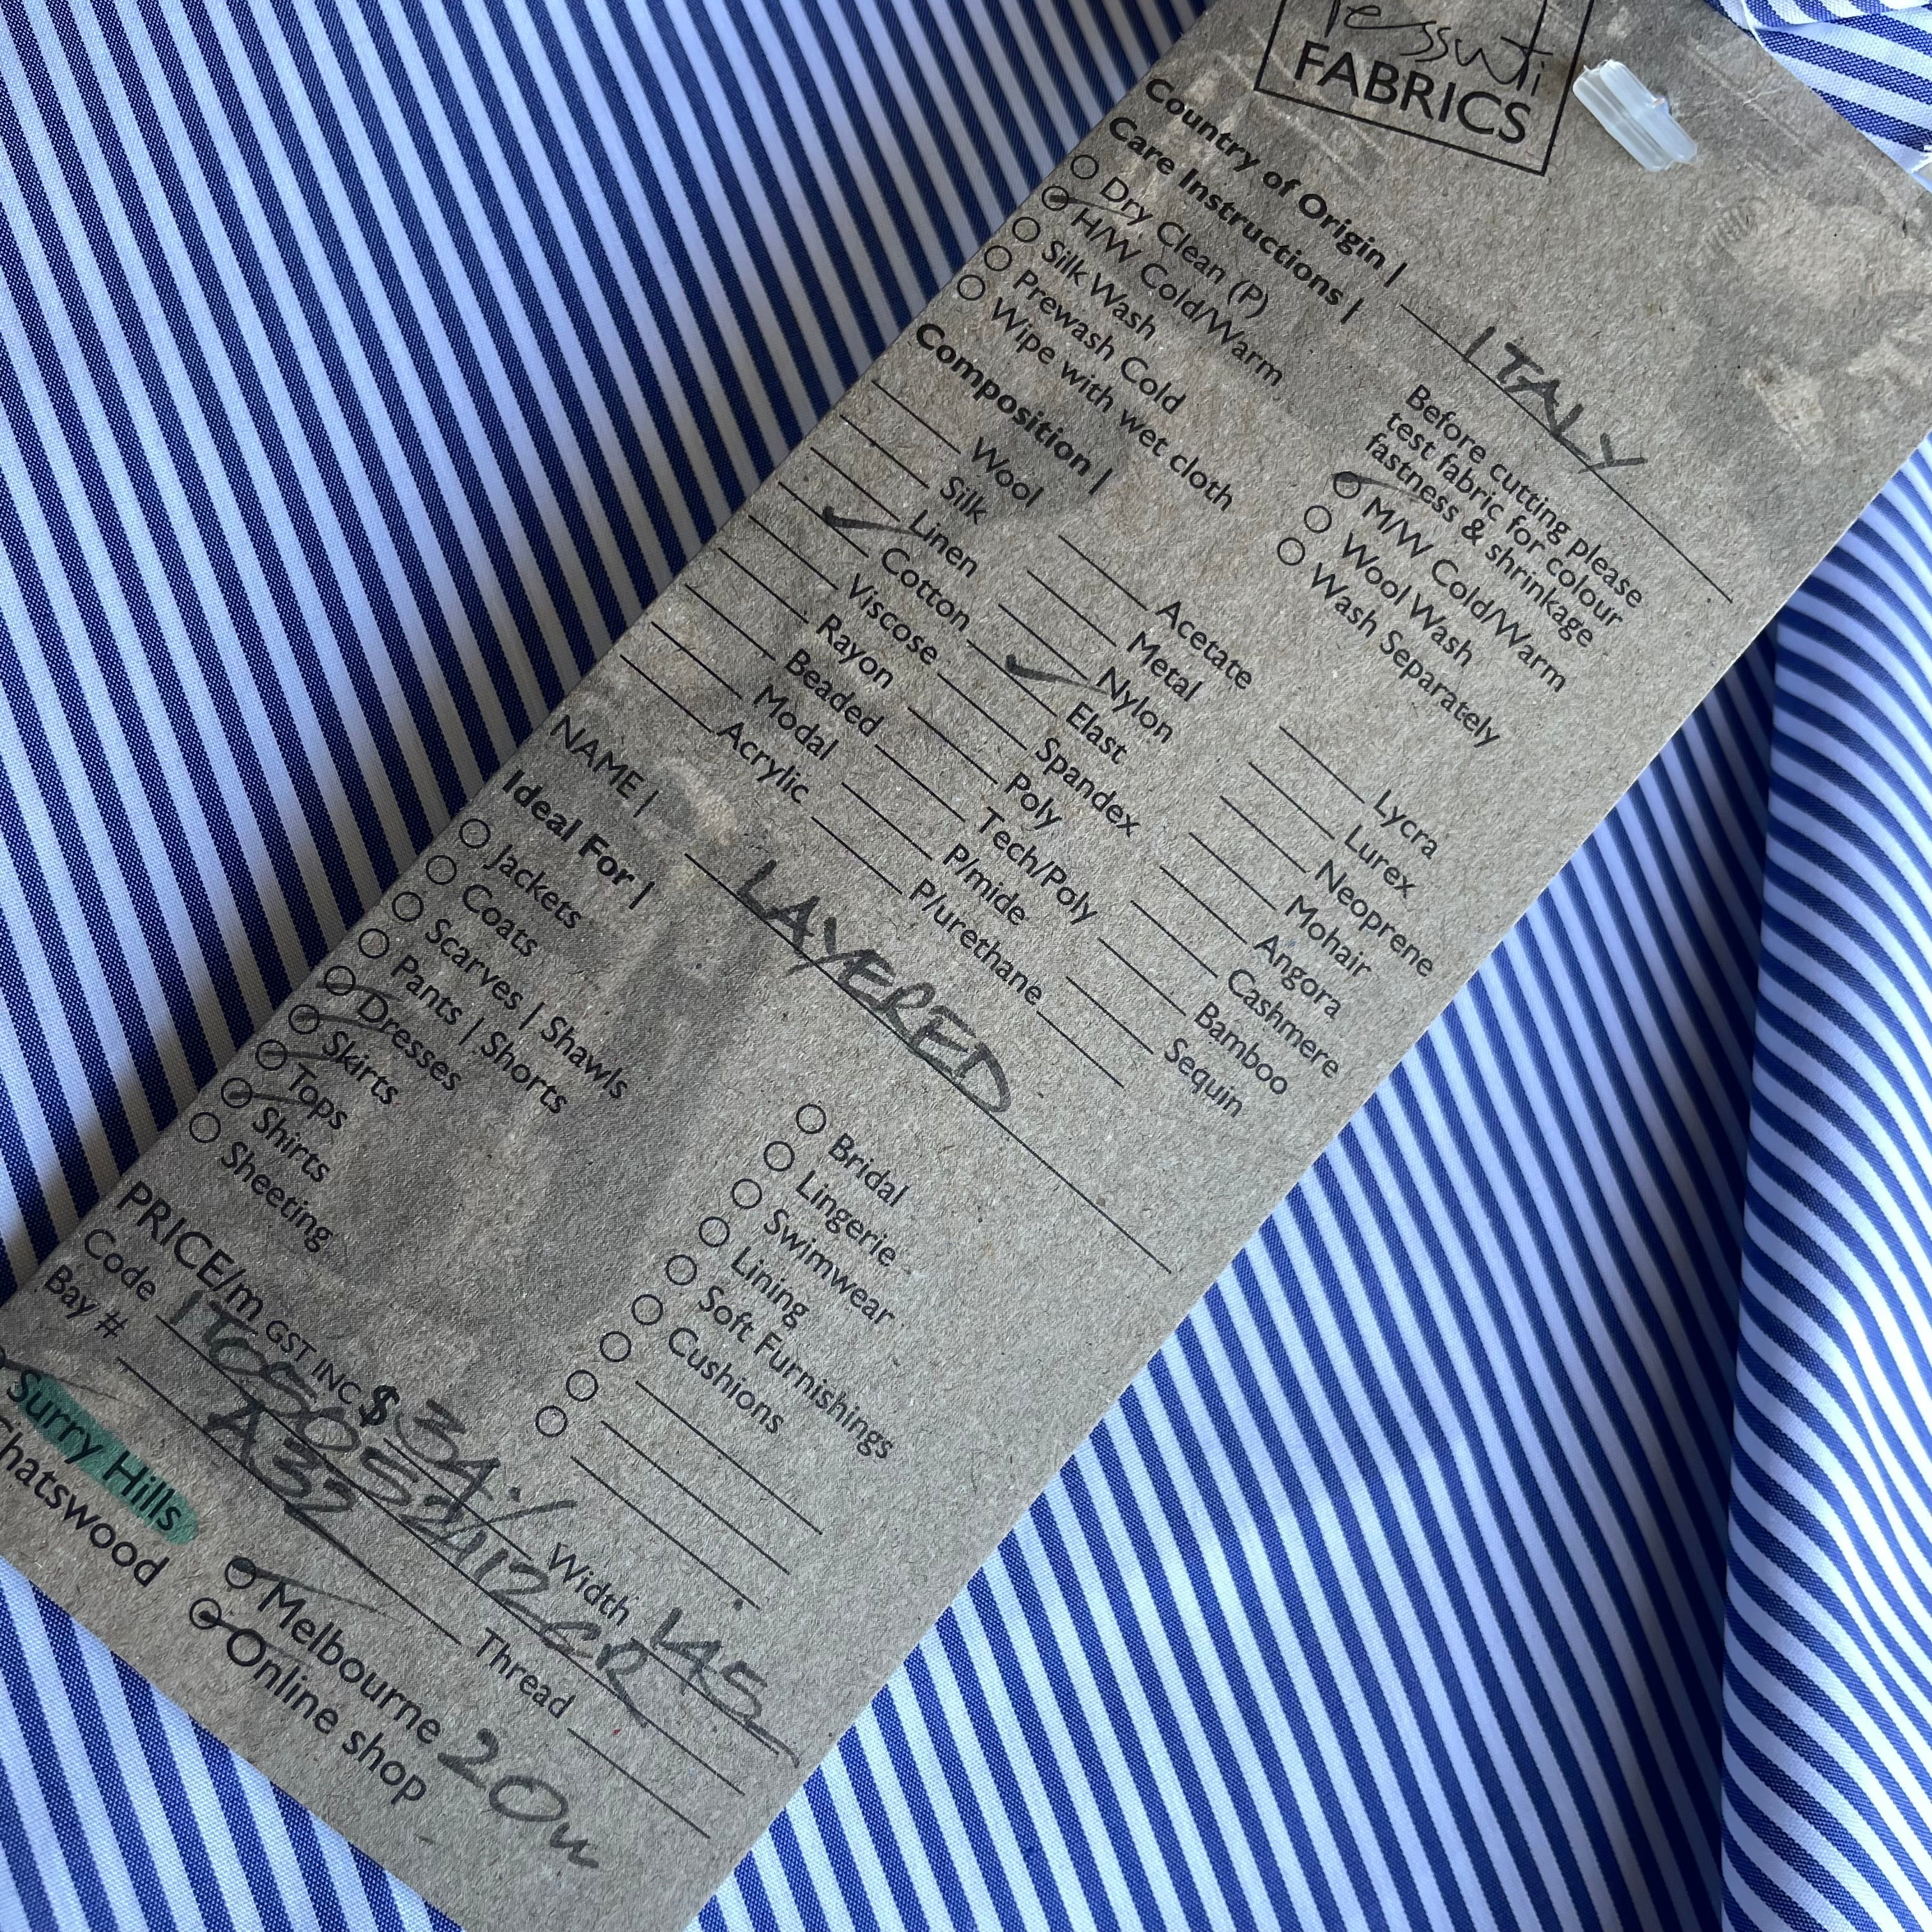 Tessuti
FABRICS
Country of Origin | ITALY
Care Instructions |
Dry Clean (P)
H/W Cold/Warm
Silk Wash
Prewash Cold
Wipe with wet cloth
Before cutting please
test fabric for colour
fastness & shrinkage
M/W Cold/Warm
Wool Wash
Wash Separately
Composition |
Wool
Silk
Linen
Cotton
Viscose
Rayon
Beaded
Modal
Acrylic
Acetate
Metal
Nylon
Elast
Spandex
Poly
Tech/Poly
P/mide
P/urethane
Lycra
Lurex
Neoprene
Mohair
Angora
Cashmere
Bamboo
Sequin
NAME | LAYERED
Ideal For |
Jackets
Coats
Scarves | Shawls
Pants | Shorts
Dresses
Skirts
Tops
Shirts
Sheeting
Bridal
Lingerie
Swimwear
Lining
Soft Furnishings
Cushions
PRICE/m GST INC $ 34./ Width 145
Code
Bay # A33 Thread
Surry Hills
Chatswood
Melbourne
Online shop